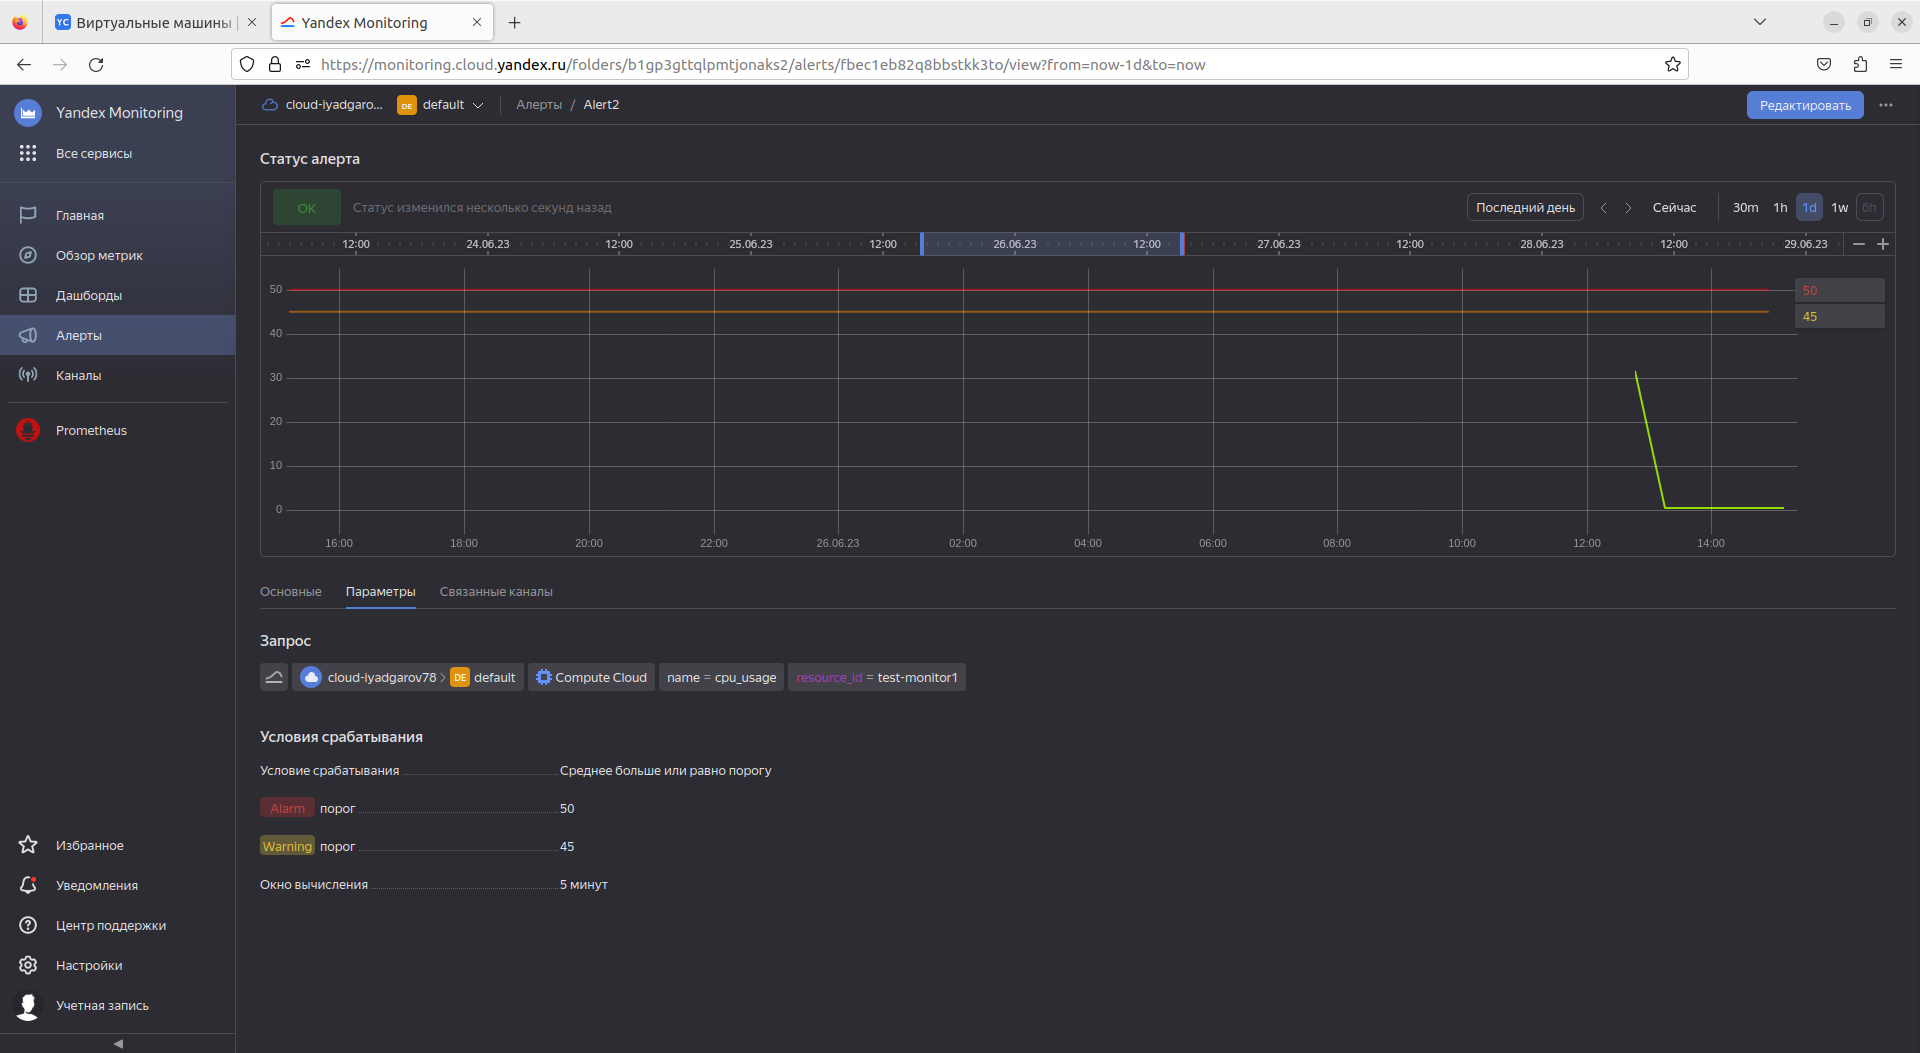 YC Виртуальные машины |
Yandex Monitoring
https://monitoring.cloud.yandex.ru/folders/b1gp3gttqlpmtjonaks2/alerts/fbec1eb82q8bbstkk3to/view?from=now-1d&to=now
Yandex Monitoring
Все сервисы
Главная
Обзор метрик
Дашборды
Алерты
Каналы
Prometheus
Избранное
Уведомления
Центр поддержки
Настройки
Учетная запись
cloud-iyadgaro... DE default Алерты / Alert2
Редактировать
Статус алерта
OK Статус изменился несколько секунд назад
Последний день Сейчас 30m 1h 1d 1w 6h
12:00 24.06.23 12:00 25.06.23 12:00 26.06.23 12:00 27.06.23 12:00 28.06.23 12:00 29.06.23
50
40
30
20
10
0
50
45
16:00 18:00 20:00 22:00 26.06.23 02:00 04:00 06:00 08:00 10:00 12:00 14:00
Основные Параметры Связанные каналы
Запрос
cloud-iyadgarov78 DE default Compute Cloud name = cpu_usage resource_id = test-monitor1
Условия срабатывания
Условие срабатывания Среднее больше или равно порогу
Alarm порог 50
Warning порог 45
Окно вычисления 5 минут